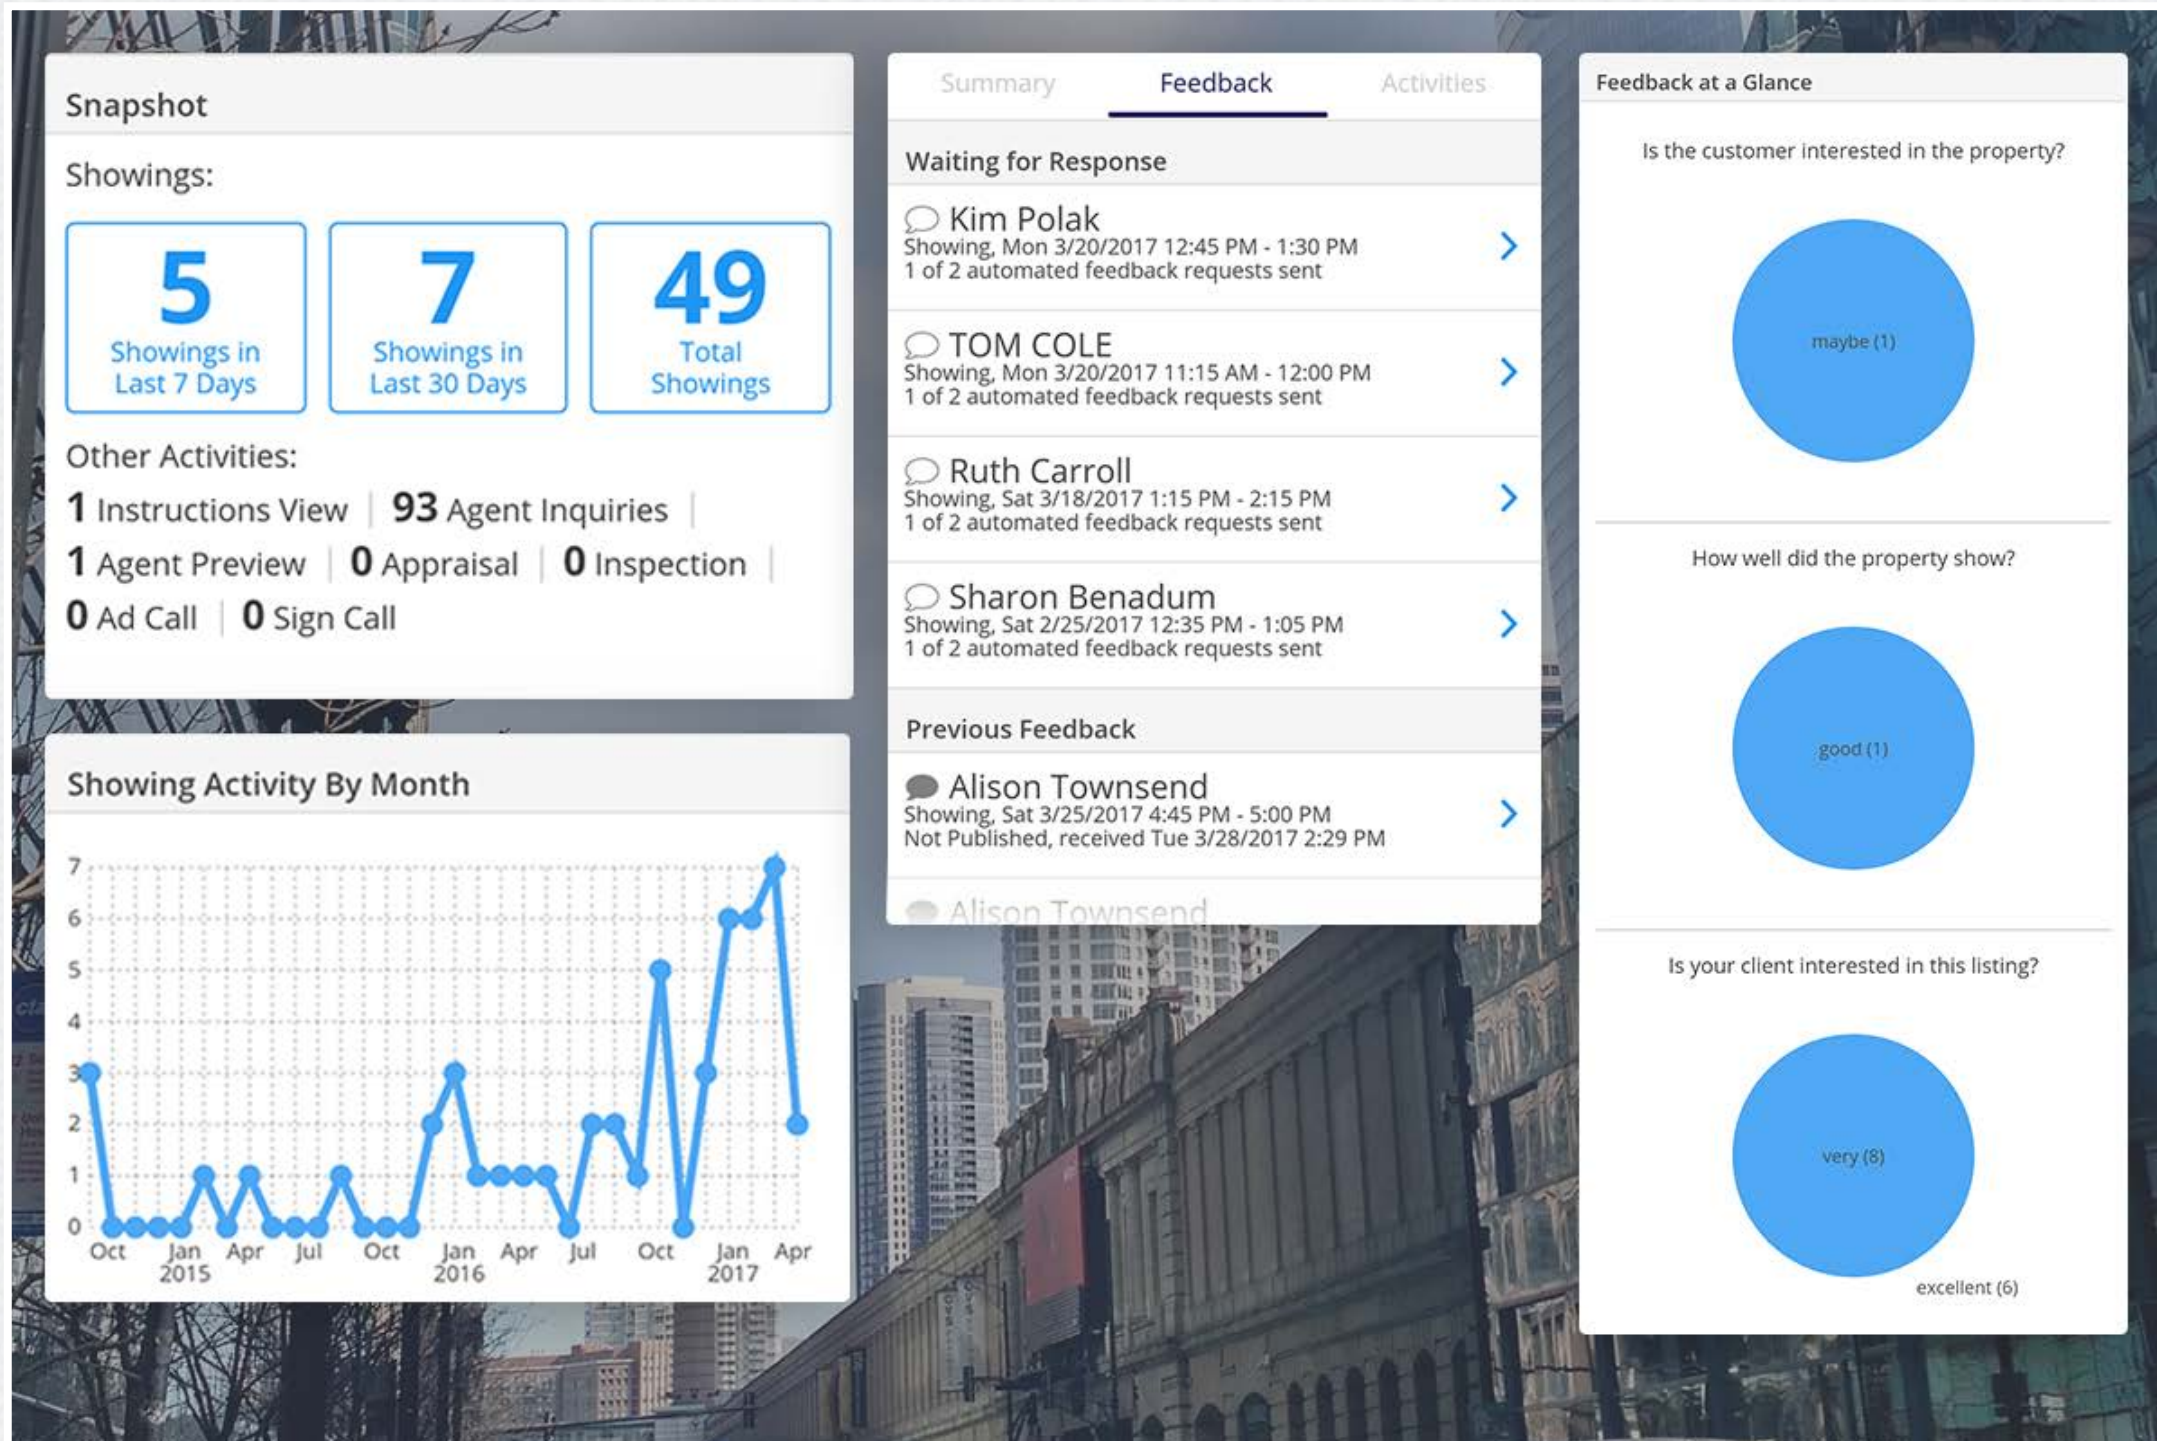 Snapshot
Showings:
5
Showings in
Last 7 Days
7
Showings in
Last 30 Days
49
Total
Showings
Other Activities:
1 Instructions View | 93 Agent Inquiries |
1 Agent Preview | 0 Appraisal | 0 Inspection |
0 Ad Call | 0 Sign Call
Showing Activity By Month
7
6
5
4
3
2
1
0
Oct Jan Apr Jul Oct Jan Apr Jul Oct Jan Apr
2015 2016 2017
Summary Feedback Activities
Waiting for Response
Kim Polak
Showing, Mon 3/20/2017 12:45 PM - 1:30 PM
1 of 2 automated feedback requests sent
TOM COLE
Showing, Mon 3/20/2017 11:15 AM - 12:00 PM
1 of 2 automated feedback requests sent
Ruth Carroll
Showing, Sat 3/18/2017 1:15 PM - 2:15 PM
1 of 2 automated feedback requests sent
Sharon Benadum
Showing, Sat 2/25/2017 12:35 PM - 1:05 PM
1 of 2 automated feedback requests sent
Previous Feedback
Alison Townsend
Showing, Sat 3/25/2017 4:45 PM - 5:00 PM
Not Published, received Tue 3/28/2017 2:29 PM
Alison Townsend
Feedback at a Glance
Is the customer interested in the property?
maybe (1)
How well did the property show?
good (1)
Is your client interested in this listing?
very (8)
excellent (6)